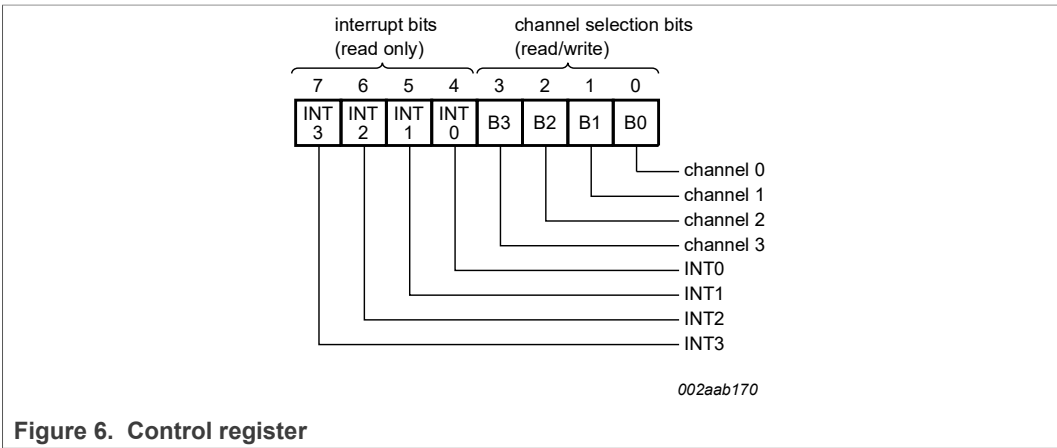 interrupt bits channel selection bits
(read only) (read/write)
7 6 5 4 3 2 1 0
INT INT INT INT B3 B2 B1 B0
3 2 1 0
channel 0
channel 1
channel 2
channel 3
INT0
INT1
INT2
INT3
002aab170
Figure 6. Control register